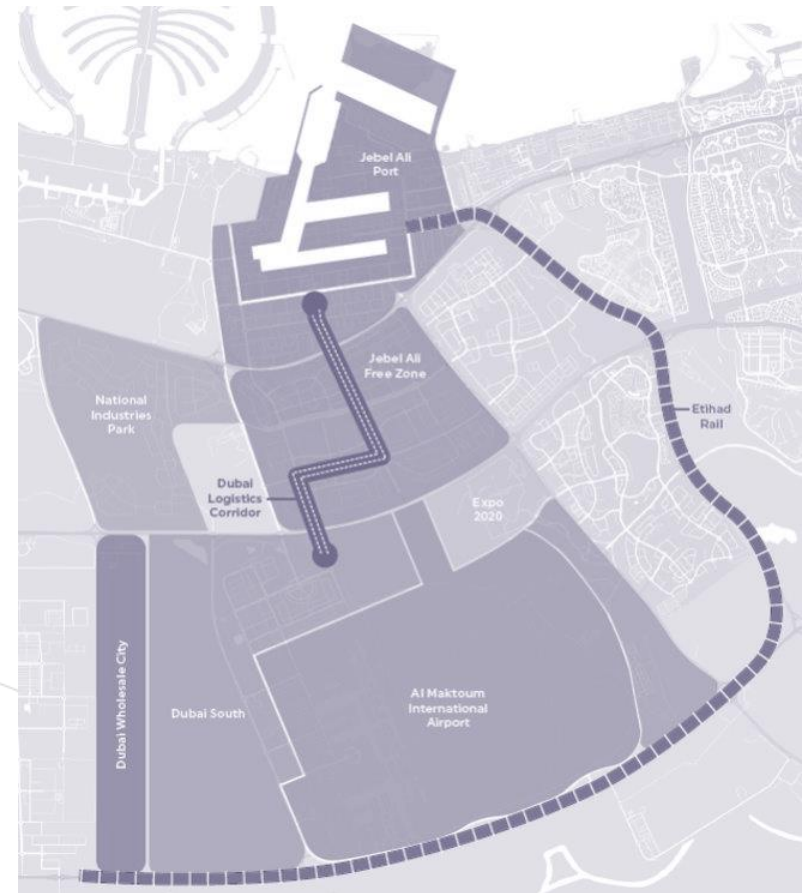 Jebel Ali
Port
Jebel Ali
Free Zone
National
Industries
Park
Etihad
Rail
Dubai
Logistics
Corridor
Expo
2020
Dubai Wholesale City
Dubai South
Al Maktoum
International
Airport